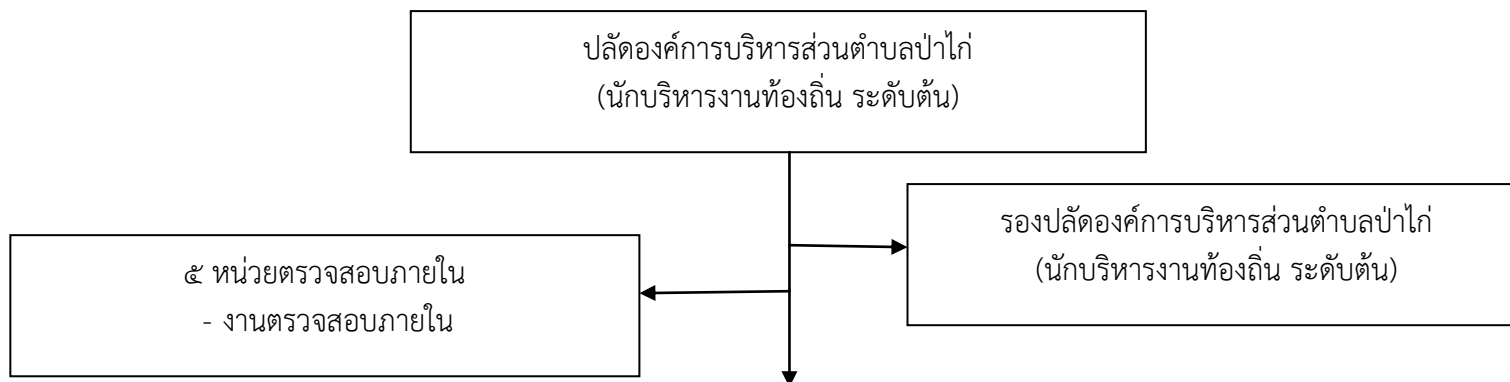 ปลัดองค์การบริหารส่วนตำบลป่าไก่
(นักบริหารงานท้องถิ่น ระดับต้น)
รองปลัดองค์การบริหารส่วนตำบลป่าไก่
(นักบริหารงานท้องถิ่น ระดับต้น)
๕ หน่วยตรวจสอบภายใน
- งานตรวจสอบภายใน